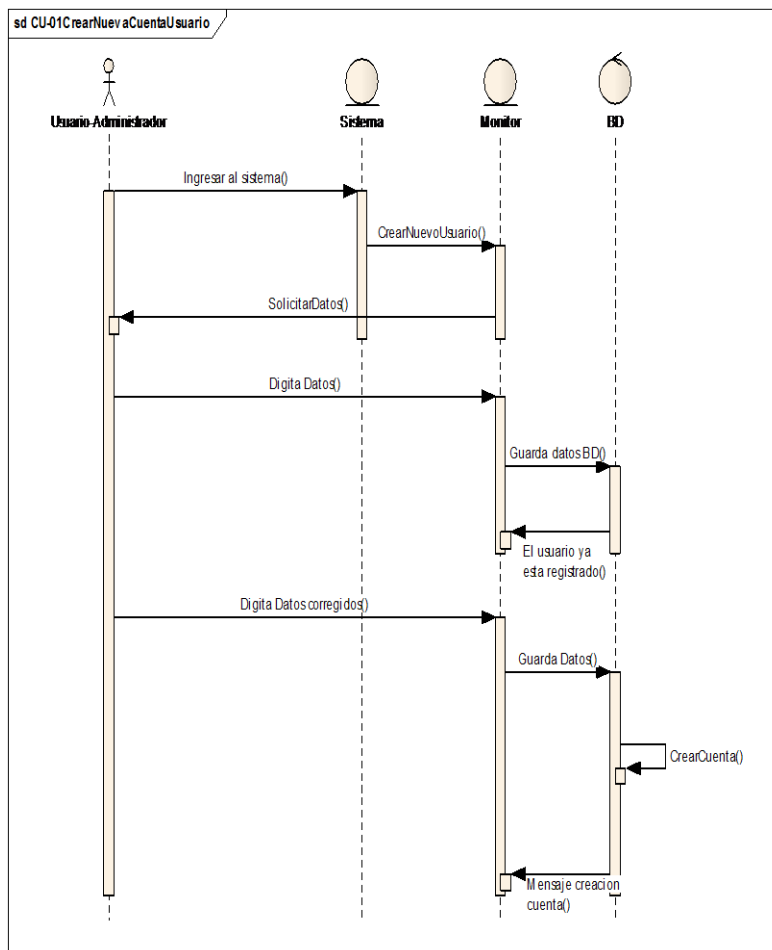 sd CU-01CrearNuevaCuentaUsuario
Usuario-Administrador
Sistema
Monitor
BD
Ingresar al sistema()
CrearNuevoUsuario()
SolicitarDatos()
Digita Datos()
Guarda datos BD()
El usuario ya
esta registrado()
Digita Datos corregidos()
Guarda Datos()
CrearCuenta()
Mensaje creacion
cuenta()